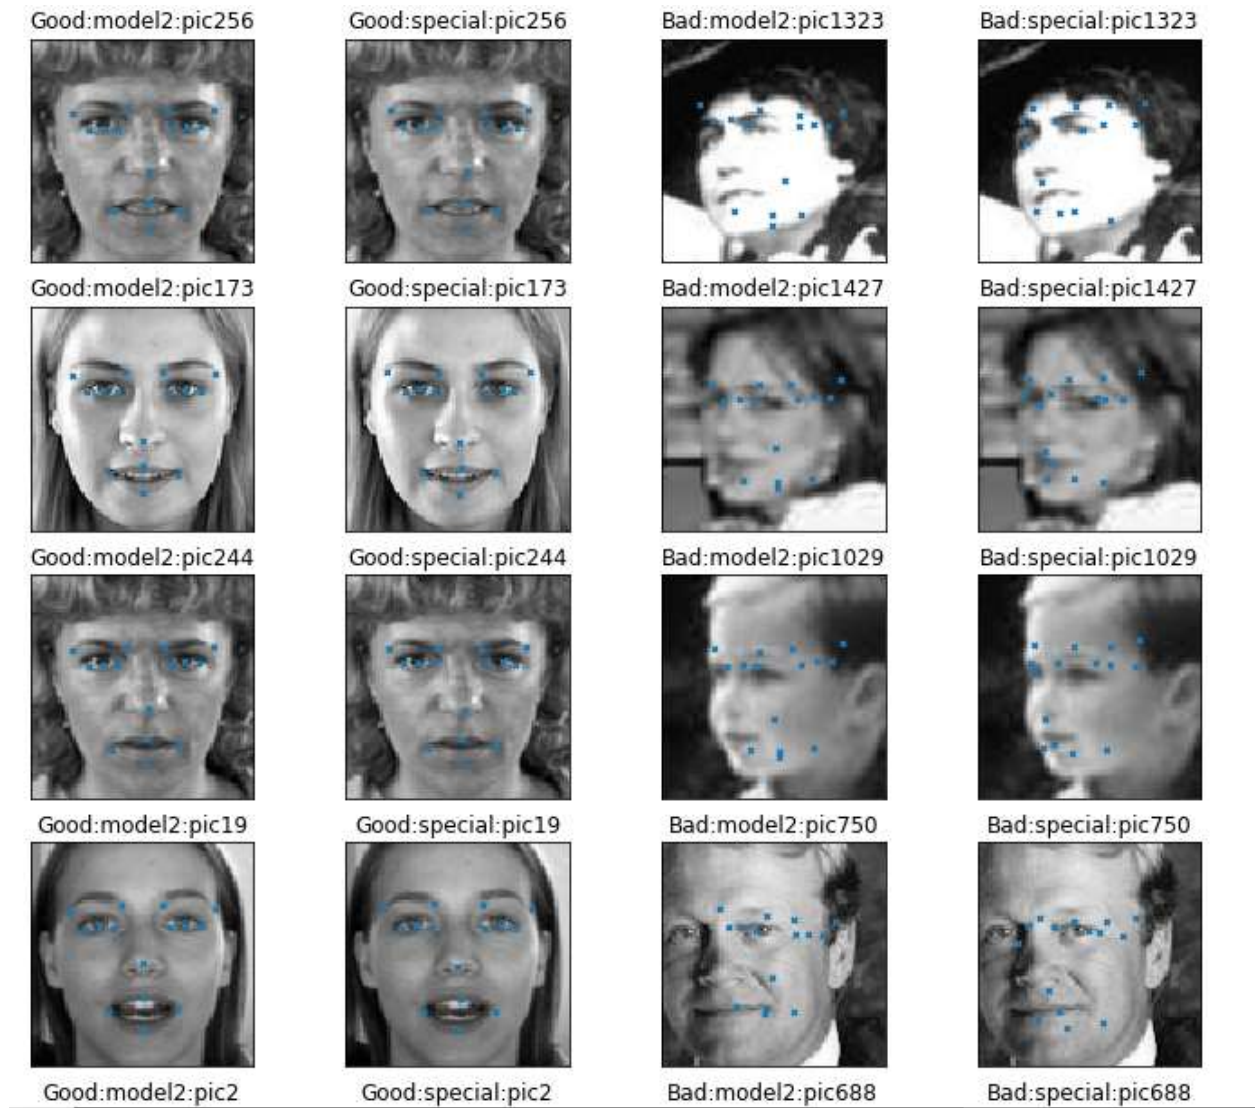 Good:model2:pic256 Good:special:pic256 Bad:model2:pic1323 Bad:special:pic1323
Good:model2:pic173 Good:special:pic173 Bad:model2:pic1427 Bad:special:pic1427
Good:model2:pic244 Good:special:pic244 Bad:model2:pic1029 Bad:special:pic1029
Good:model2:pic19 Good:special:pic19 Bad:model2:pic750 Bad:special:pic750
Good:model2:pic2 Good:special:pic2 Bad:model2:pic688 Bad:special:pic688